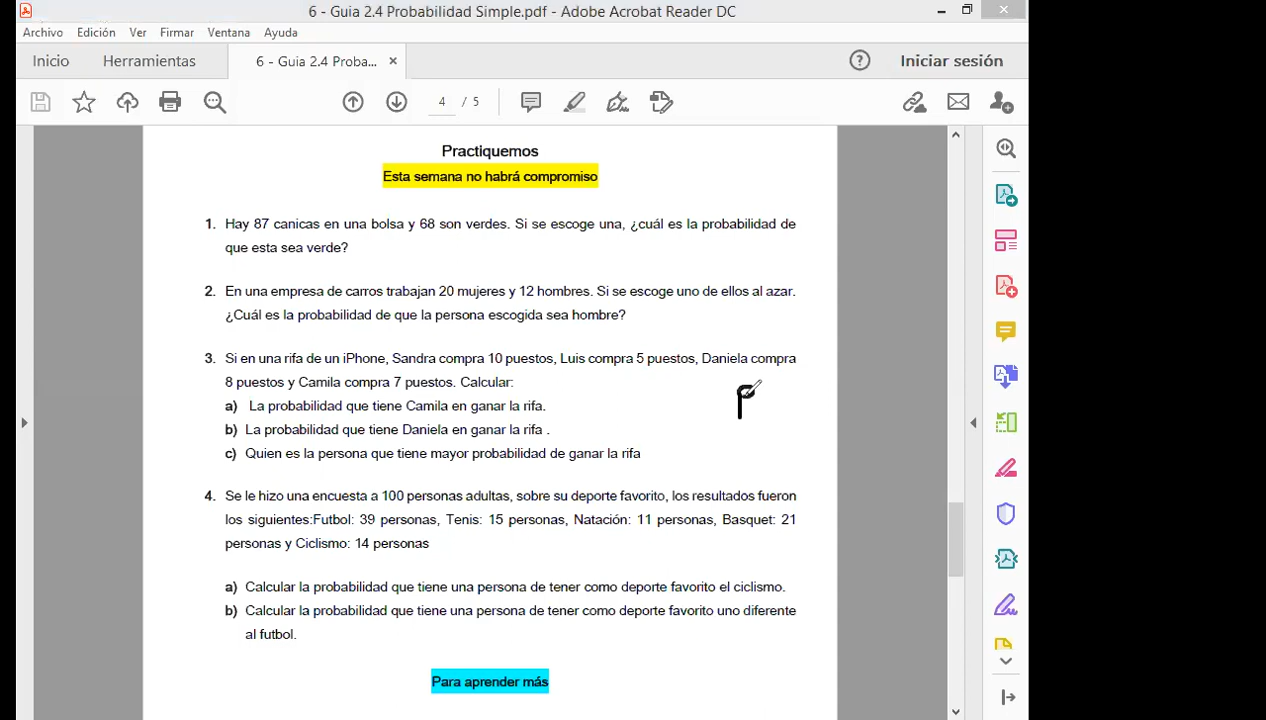 6 - Guia 2.4 Probabilidad Simple.pdf - Adobe Acrobat Reader DC
Archivo Edición Ver Firmar Ventana Ayuda
Inicio Herramientas 6 - Guia 2.4 Proba... × Iniciar sesión
4 / 5
Practiquemos
Esta semana no habrá compromiso
1. Hay 87 canicas en una bolsa y 68 son verdes. Si se escoge una, ¿cuál es la probabilidad de
que esta sea verde?
2. En una empresa de carros trabajan 20 mujeres y 12 hombres. Si se escoge uno de ellos al azar.
¿Cuál es la probabilidad de que la persona escogida sea hombre?
3. Si en una rifa de un iPhone, Sandra compra 10 puestos, Luis compra 5 puestos, Daniela compra
8 puestos y Camila compra 7 puestos. Calcular:
P
a) La probabilidad que tiene Camila en ganar la rifa.
b) La probabilidad que tiene Daniela en ganar la rifa .
c) Quien es la persona que tiene mayor probabilidad de ganar la rifa
4. Se le hizo una encuesta a 100 personas adultas, sobre su deporte favorito, los resultados fueron
los siguientes:Futbol: 39 personas, Tenis: 15 personas, Natación: 11 personas, Basquet: 21
personas y Ciclismo: 14 personas
a) Calcular la probabilidad que tiene una persona de tener como deporte favorito el ciclismo.
b) Calcular la probabilidad que tiene una persona de tener como deporte favorito uno diferente
al futbol.
Para aprender más